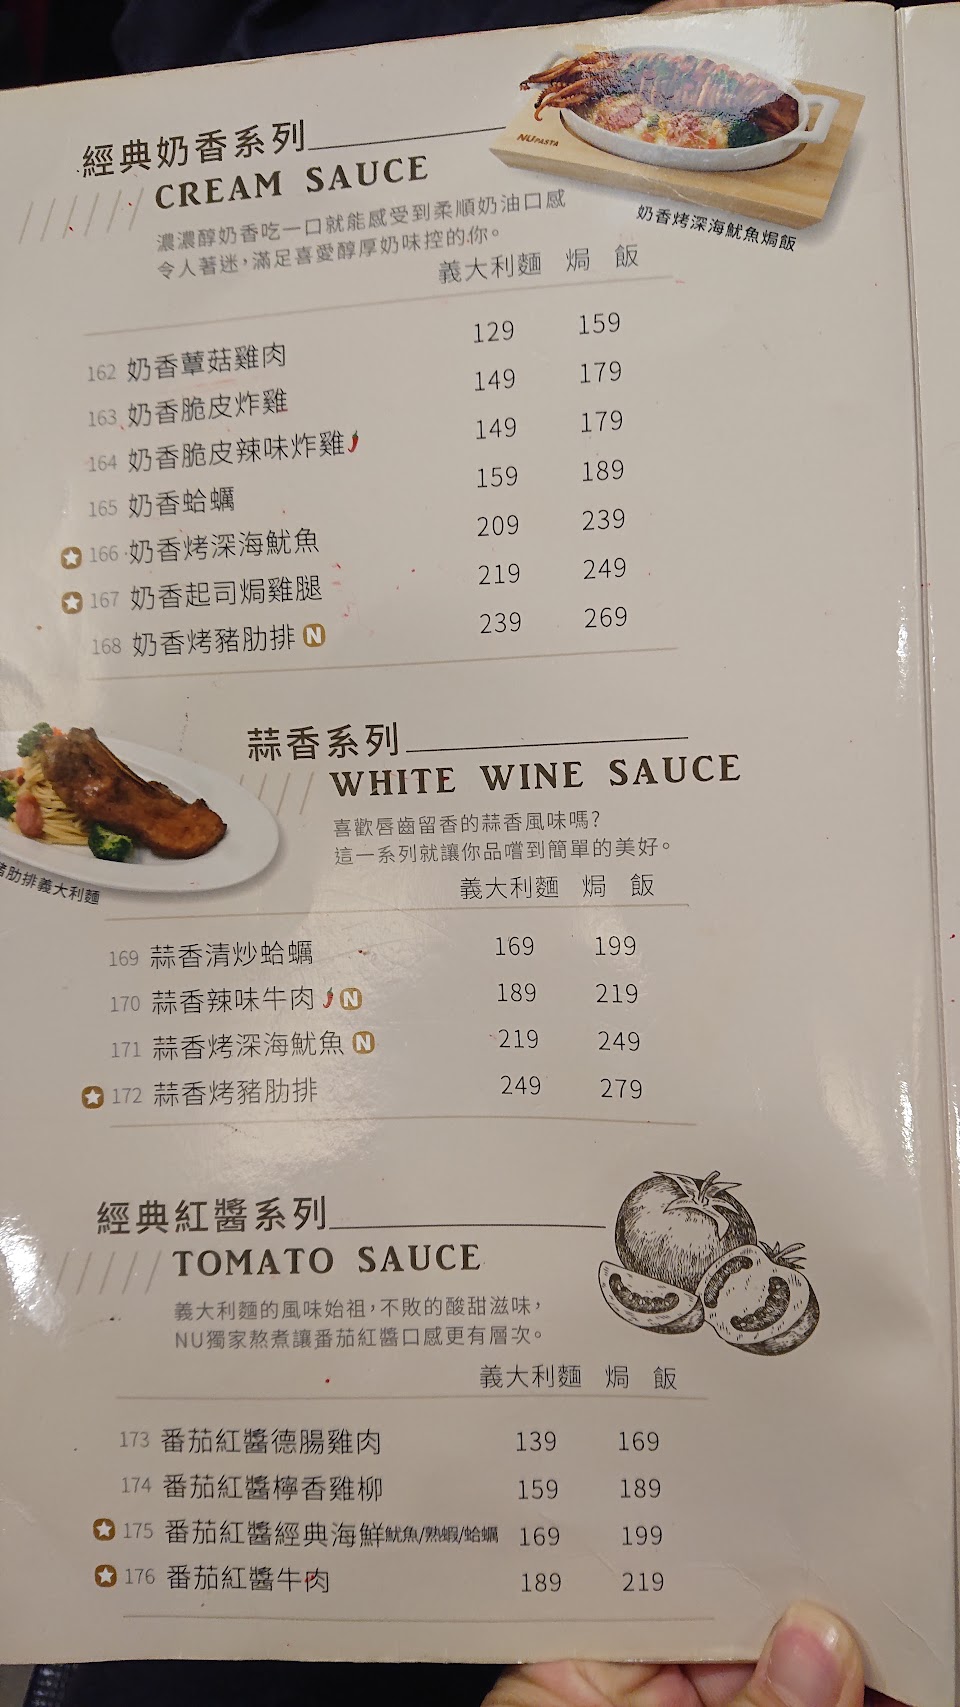 經典奶香系列
CREAM SAUCE
濃濃醇奶香吃一口就能感受到柔順奶油口感
令人著迷,滿足喜愛醇厚奶味控的你。
NU PASTA
奶香烤深海魷魚焗飯
義大利麵 焗 飯
162 奶香蕈菇雞肉 129 159
163 奶香脆皮炸雞 149 179
164 奶香脆皮辣味炸雞 149 179
165 奶香蛤蠣 159 189
166 奶香烤深海魷魚 209 239
167 奶香起司焗雞腿 219 249
168 奶香烤豬肋排 N 239 269
蒜香系列
WHITE WINE SAUCE
喜歡唇齒留香的蒜香風味嗎?
這一系列就讓你品嚐到簡單的美好。
豬肋排義大利麵
義大利麵 焗 飯
169 蒜香清炒蛤蠣 169 199
170 蒜香辣味牛肉 N 189 219
171 蒜香烤深海魷魚 N 219 249
172 蒜香烤豬肋排 249 279
經典紅醬系列
TOMATO SAUCE
義大利麵的風味始祖,不敗的酸甜滋味,
NU獨家熬煮讓番茄紅醬口感更有層次。
義大利麵 焗 飯
173 番茄紅醬德腸雞肉 139 169
174 番茄紅醬檸香雞柳 159 189
175 番茄紅醬經典海鮮魷魚/熟蝦/蛤蠣 169 199
176 番茄紅醬牛肉 189 219